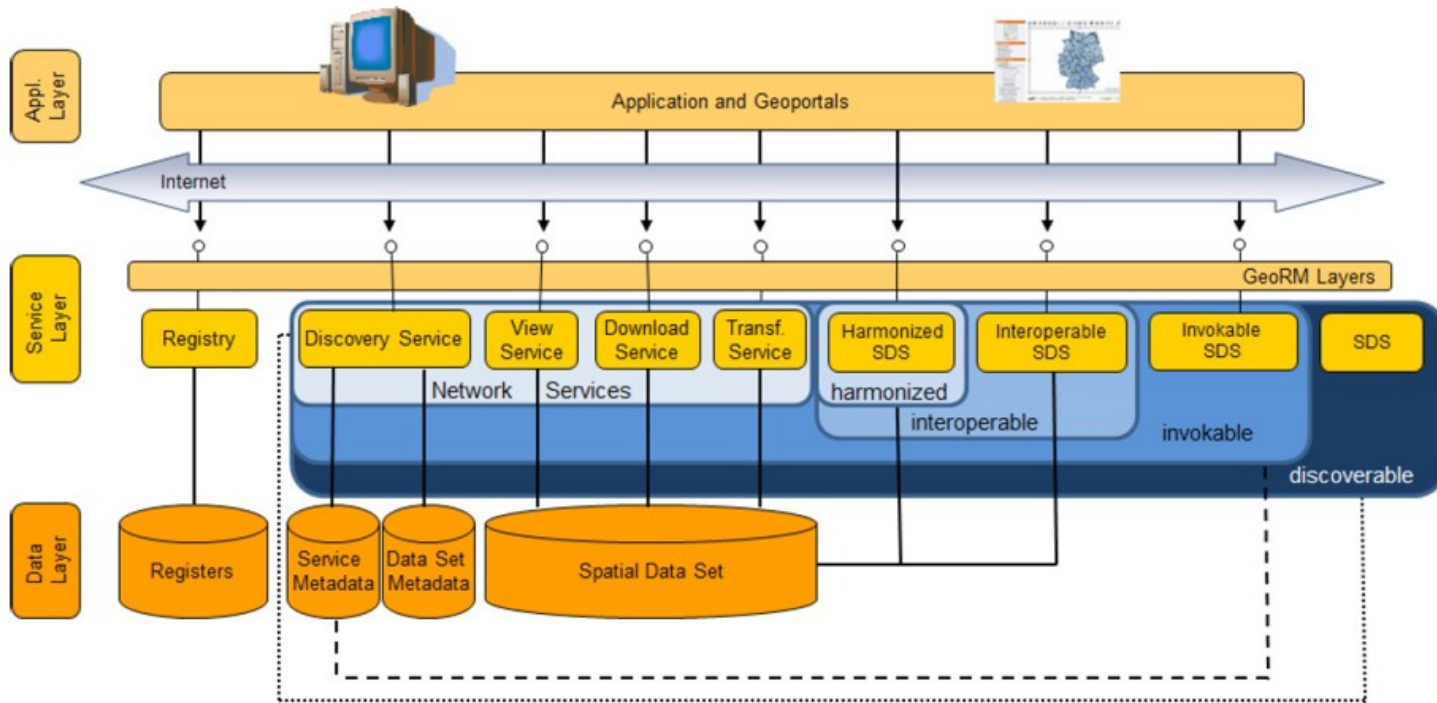 Appl.
Layer
Application and Geoportals
Internet
Service
Layer
GeoRM Layers
Registry
Discovery Service
View
Service
Download
Service
Transf.
Service
Harmonized
SDS
Interoperable
SDS
Invokable
SDS
SDS
Network Services
harmonized
interoperable
invokable
discoverable
Data
Layer
Registers
Service
Metadata
Data Set
Metadata
Spatial Data Set